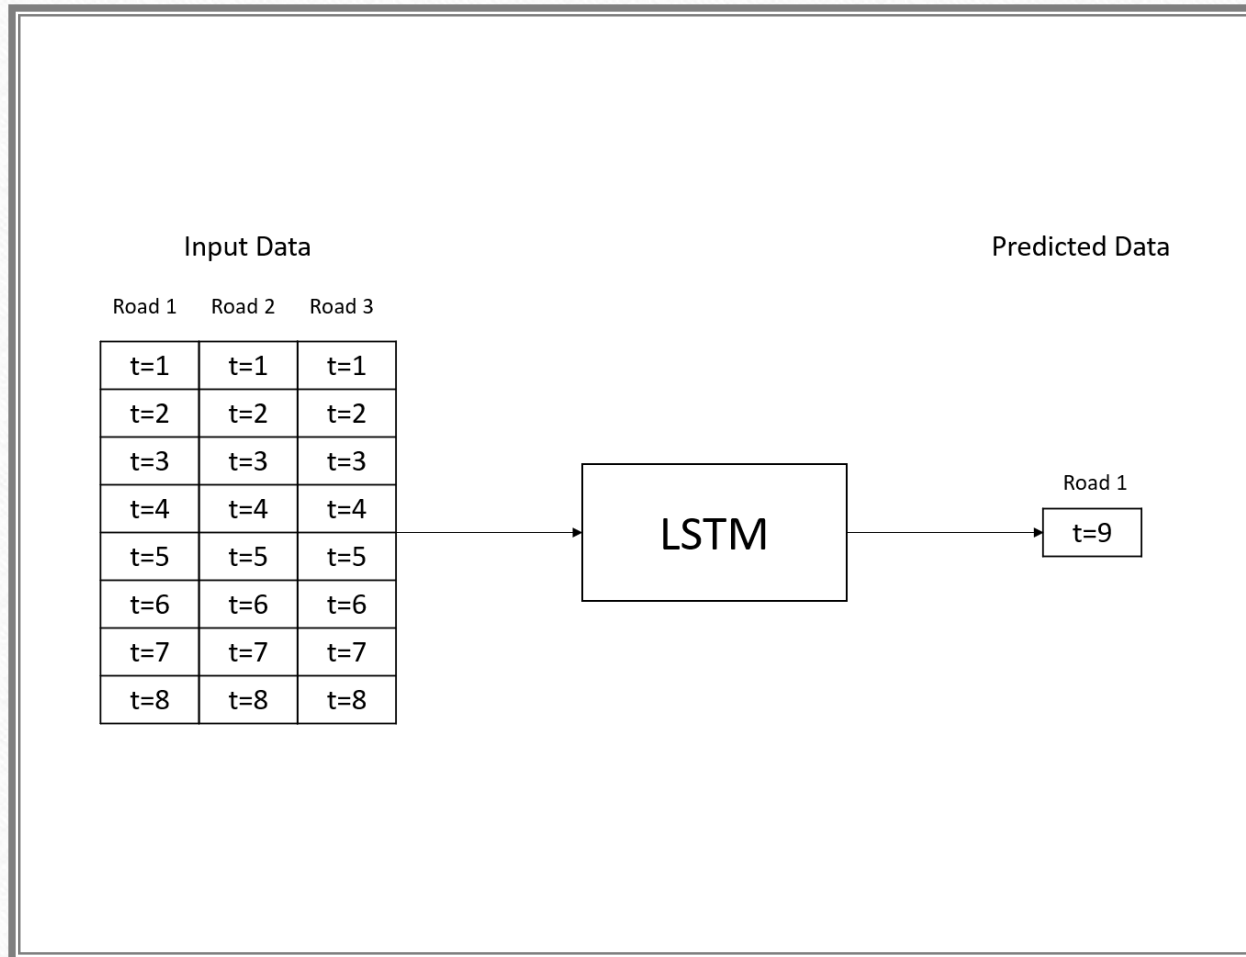 Input Data
Predicted Data
Road 1 Road 2 Road 3
t=1 t=1 t=1
t=2 t=2 t=2
t=3 t=3 t=3
t=4 t=4 t=4
t=5 t=5 t=5
t=6 t=6 t=6
t=7 t=7 t=7
t=8 t=8 t=8
LSTM
Road 1
t=9